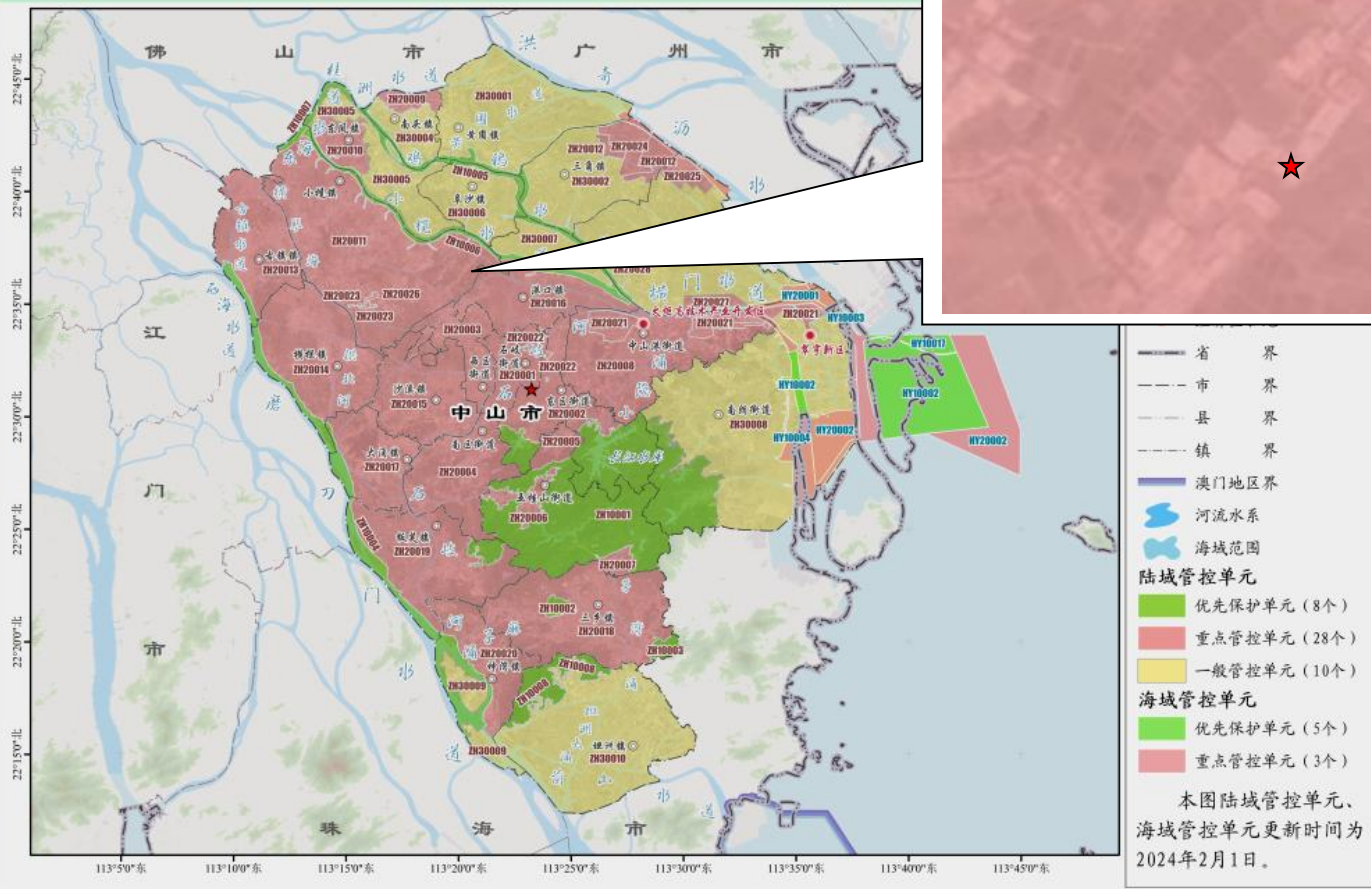 佛 山 市
广 州 市
江
门
市
珠 海 市
中山市
洪
奇
沥
水
桂
洲
水
道
横
门
水
道
磨
刀
门
水
道
ZH10007
ZH30005
东凤镇
ZH20010
ZH20009
南头镇
ZH30004
ZH30001
黄圃镇
ZH20012
ZH20024
ZH20012
ZH20025
三角镇
ZH30002
ZH10005
阜沙镇
ZH30006
ZH30005
小榄镇
ZH30007
ZH10006
ZH20011
古镇镇
ZH20013
ZH20023
ZH20026
ZH20023
港口镇
ZH20016
ZH20028
ZH20027
火炬高技术产业开发区
ZH20021
ZH20021
中山港街道
ZH20021
HY20001
HY10003
翠亨新区
HY10017
HY10002
HY20002
ZH20003
ZH20022
石岐
街道
ZH20001
西区
街道
ZH20022
ZH20008
东区街道
ZH20002
横栏镇
ZH20014
沙溪镇
ZH20015
南区街道
ZH20004
大涌镇
ZH20017
ZH20005
长江水库
五桂山街道
ZH20006
ZH10001
ZH20007
南朗街道
ZH30008
HY10002
HY10004
HY20002
ZH10004
板芙镇
ZH20019
ZH10002
三乡镇
ZH20018
ZH10003
ZH20020
神湾镇
ZH10008
ZH10008
ZH30009
ZH30009
坦洲镇
ZH30010
113°5'0"东 113°10'0"东 113°15'0"东 113°20'0"东 113°25'0"东 113°30'0"东 113°35'0"东 113°40'0"东 113°45'0"东
22°45'0"北
22°40'0"北
22°35'0"北
22°30'0"北
22°25'0"北
22°20'0"北
22°15'0"北
省 界
市 界
县 界
镇 界
澳门地区界
河流水系
海域范围
陆域管控单元
优先保护单元（8个）
重点管控单元（28个）
一般管控单元（10个）
海域管控单元
优先保护单元（5个）
重点管控单元（3个）
本图陆域管控单元、
海域管控单元更新时间为
2024年2月1日。